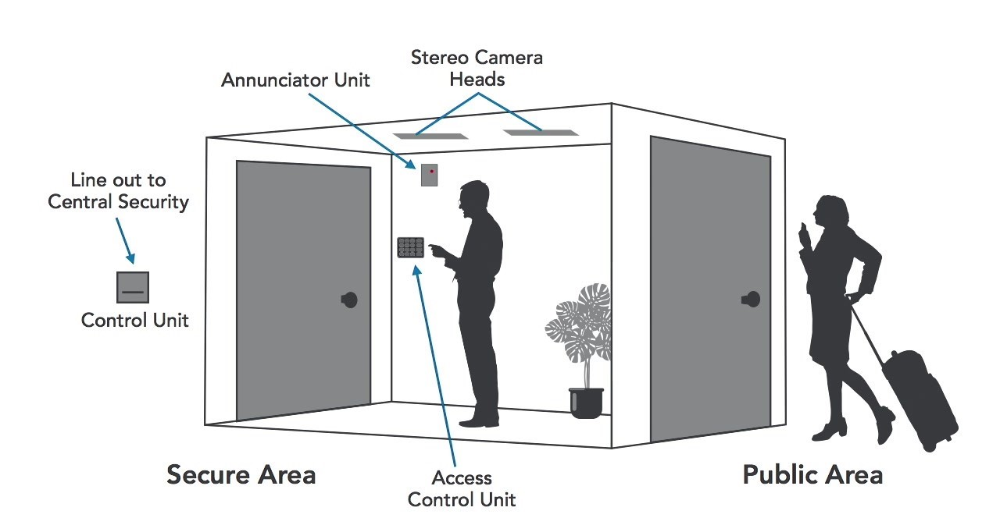 Stereo Camera
Heads
Annunciator Unit
Line out to
Central Security
Control Unit
Secure Area
Access
Control Unit
Public Area